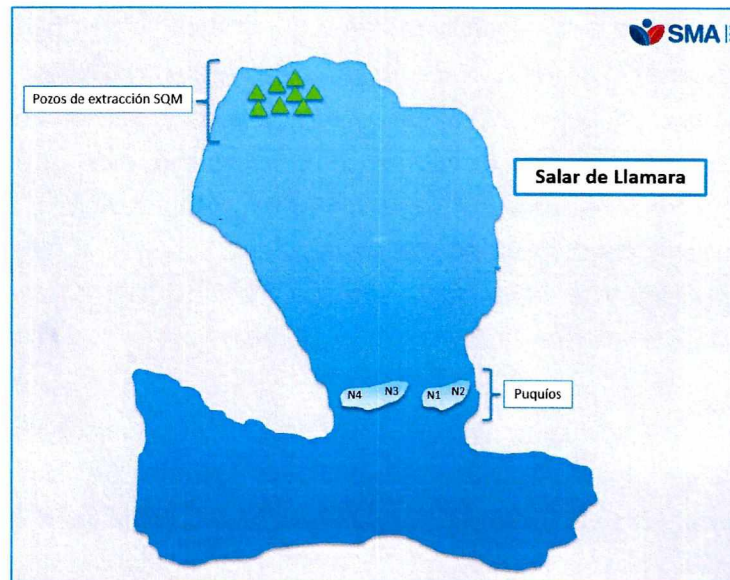 SMA
Pozos de extracción SQM
Salar de Llamara
N4
N3
N1
N2
Puquíos